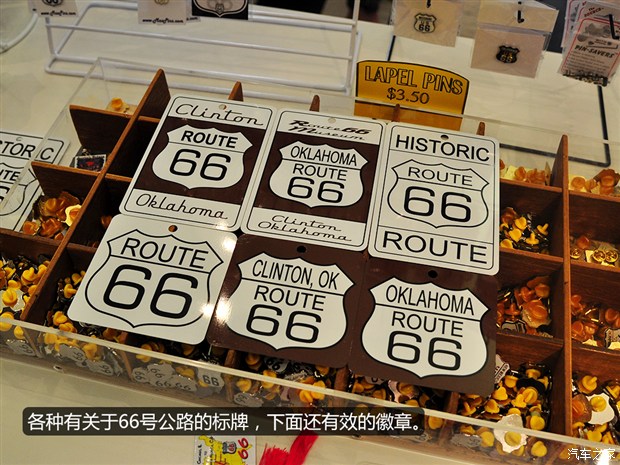 LAPEL PINS
$3.50
Clinton
ROUTE
66
Oklahoma
Route 66
Museum
OKLAHOMA
ROUTE
66
Clinton
Oklahoma
HISTORIC
ROUTE
66
ROUTE
ROUTE
66
CLINTON, OK
ROUTE
66
OKLAHOMA
ROUTE
66
各种有关于66号公路的标牌，下面还有效的徽章。
汽车之家